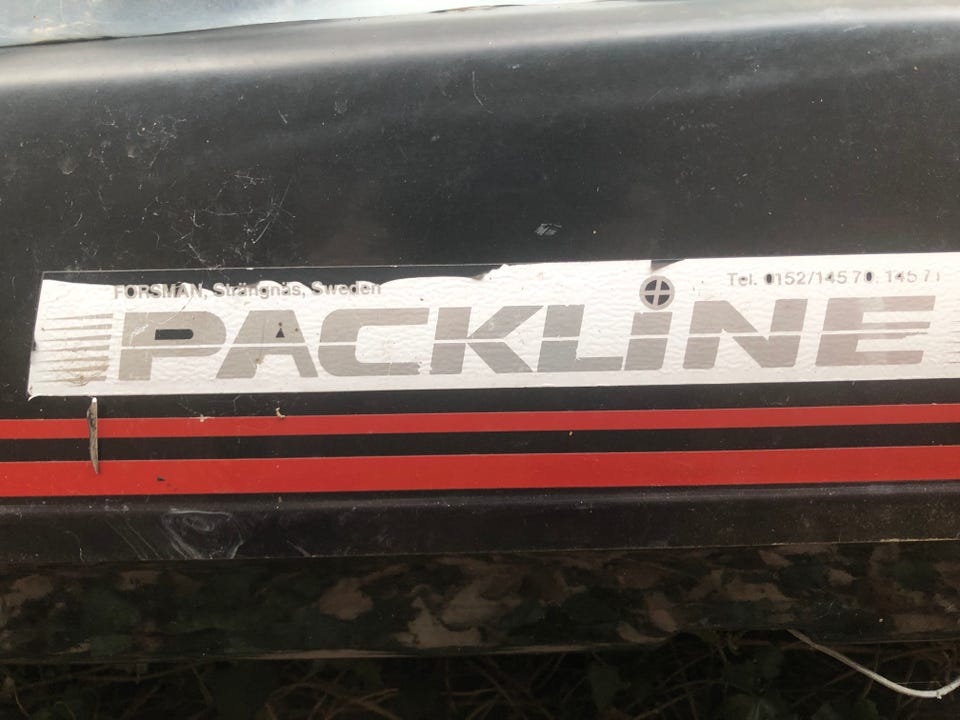 FORSMAN, Strängnäs, Sweden
Tel. 0152/145 70, 145 71
PACKLiNE